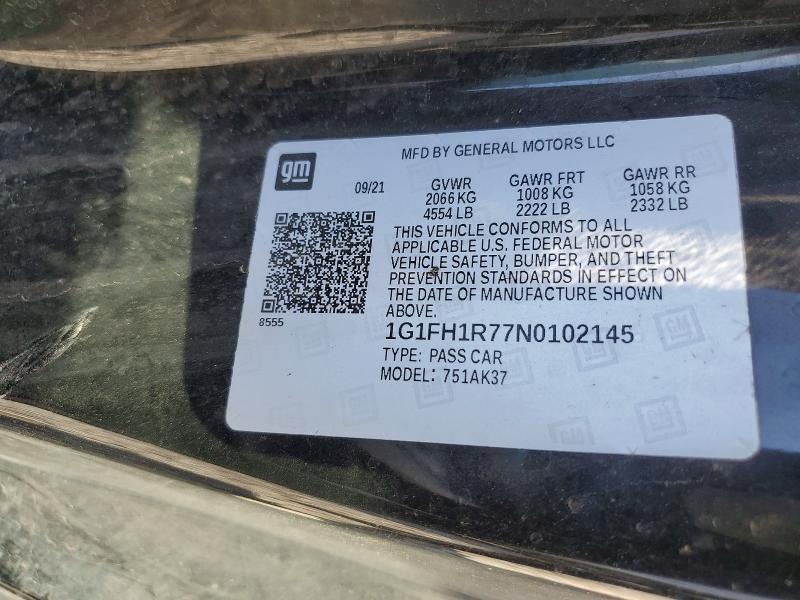 gm
MFD BY GENERAL MOTORS LLC
09/21
GVWR GAWR FRT GAWR RR
2066 KG 1008 KG 1058 KG
4554 LB 2222 LB 2332 LB
THIS VEHICLE CONFORMS TO ALL
APPLICABLE U.S. FEDERAL MOTOR
VEHICLE SAFETY, BUMPER, AND THEFT
PREVENTION STANDARDS IN EFFECT ON
THE DATE OF MANUFACTURE SHOWN
ABOVE.
8555
1G1FH1R77N0102145
TYPE: PASS CAR
MODEL: 751AK37